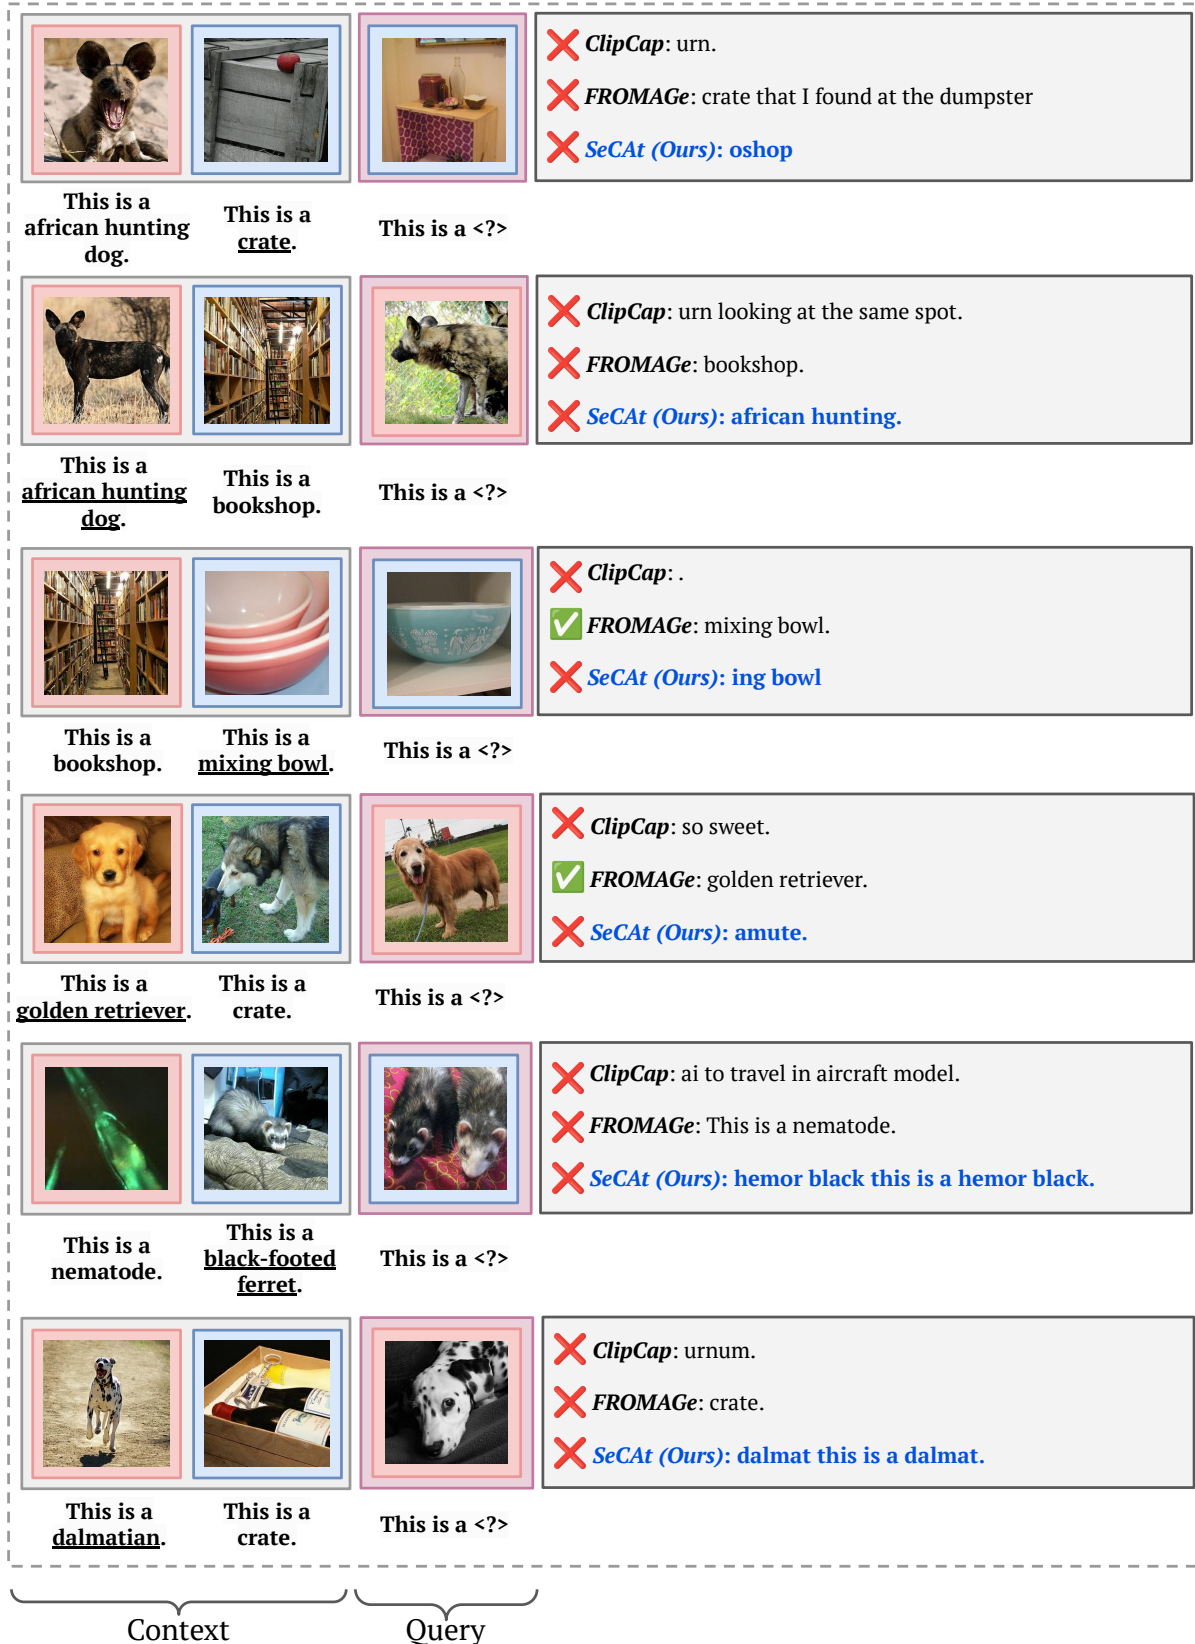 ClipCap: urn.
FROMAGe: crate that I found at the dumpster
SeCAt (Ours): oshop
This is a
african hunting
dog.
This is a
crate.
This is a <?>
ClipCap: urn looking at the same spot.
FROMAGe: bookshop.
SeCAt (Ours): african hunting.
This is a
african hunting
dog.
This is a
bookshop.
This is a <?>
ClipCap: .
FROMAGe: mixing bowl.
SeCAt (Ours): ing bowl
This is a
bookshop.
This is a
mixing bowl.
This is a <?>
ClipCap: so sweet.
FROMAGe: golden retriever.
SeCAt (Ours): amute.
This is a
golden retriever.
This is a
crate.
This is a <?>
ClipCap: ai to travel in aircraft model.
FROMAGe: This is a nematode.
SeCAt (Ours): hemor black this is a hemor black.
This is a
nematode.
This is a
black-footed
ferret.
This is a <?>
ClipCap: urnum.
FROMAGe: crate.
SeCAt (Ours): dalmat this is a dalmat.
This is a
dalmatian.
This is a
crate.
This is a <?>
Context
Query